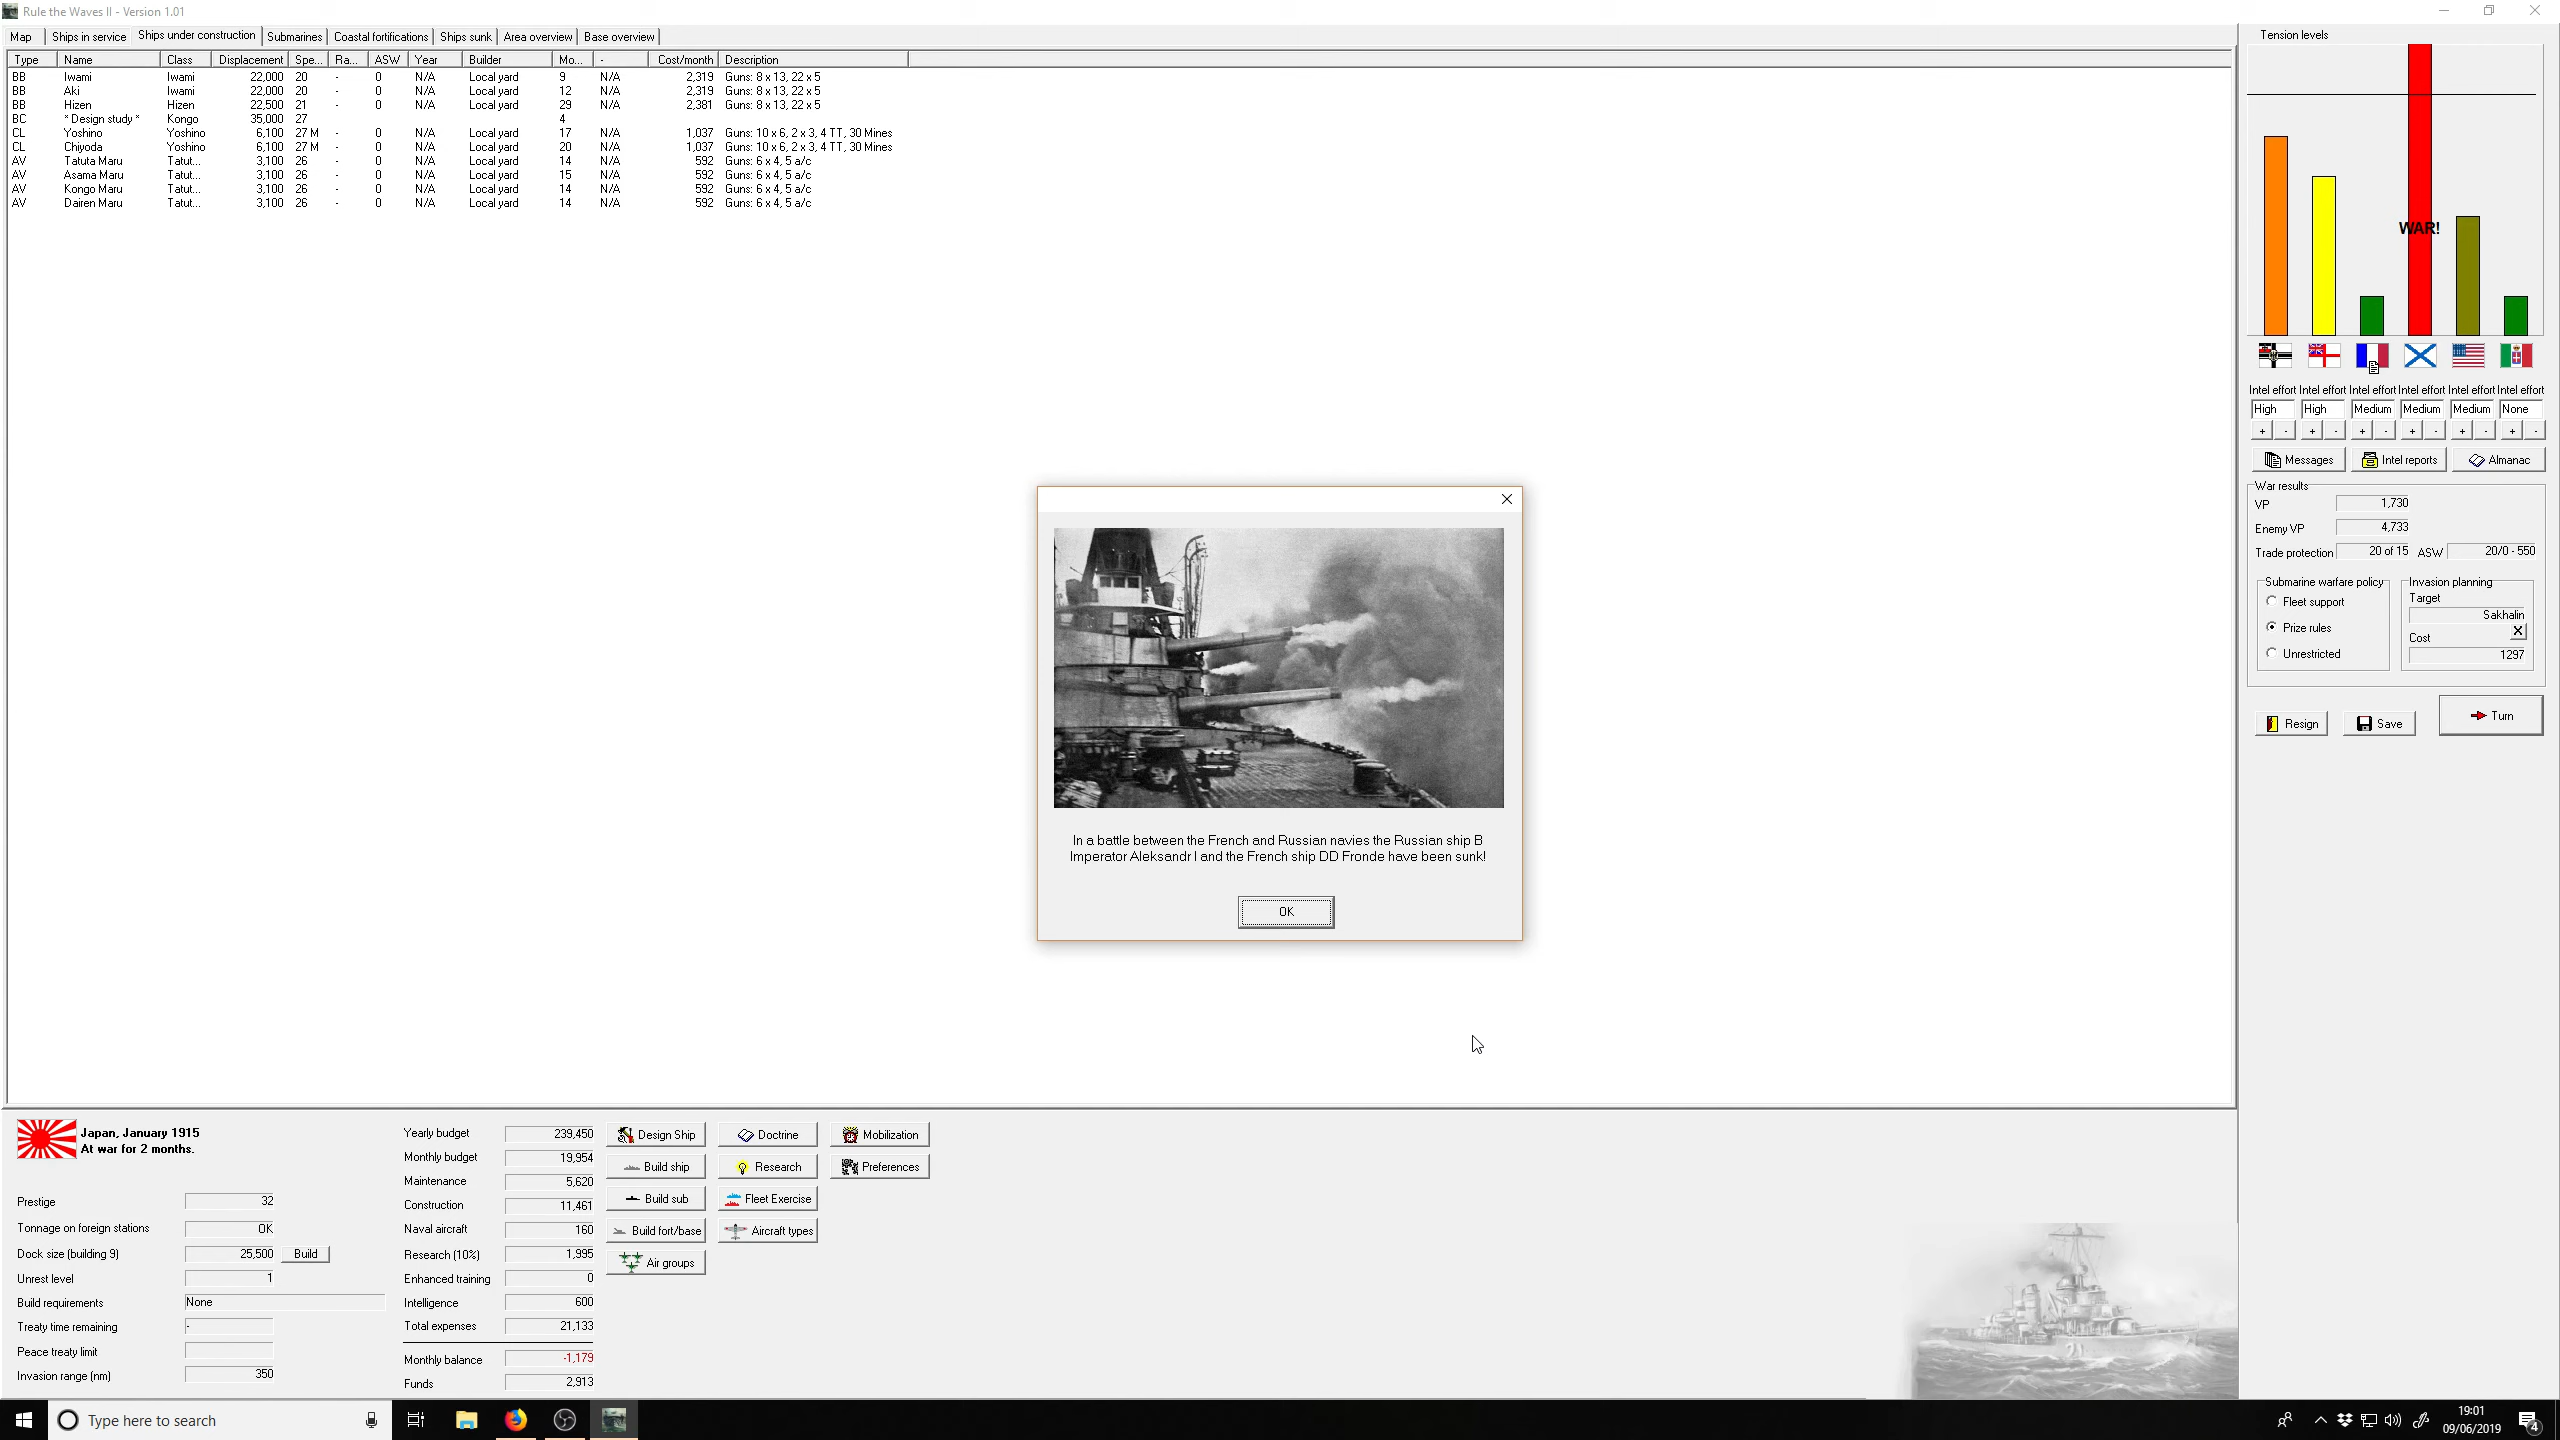 Rule the Waves II - Version 1.01
Map Ships in service Ships under construction Submarines Coastal fortifications Ships sunk Area overview Base overview
Type Name Class Displacement Spe... Ra... ASW Year Builder Mo... - Cost/month Description
BB Iwami Iwami 22,000 20 - 0 N/A Local yard 9 N/A 2,319 Guns: 8 x 13, 22 x 5
BB Aki Iwami 22,000 20 - 0 N/A Local yard 12 N/A 2,319 Guns: 8 x 13, 22 x 5
BB Hizen Hizen 22,500 21 - 0 N/A Local yard 29 N/A 2,381 Guns: 8 x 13, 22 x 5
BC * Design study * Kongo 35,000 27 4
CL Yoshino Yoshino 6,100 27 M - 0 N/A Local yard 17 N/A 1,037 Guns: 10 x 6, 2 x 3, 4 TT, 30 Mines
CL Chiyoda Yoshino 6,100 27 M - 0 N/A Local yard 20 N/A 1,037 Guns: 10 x 6, 2 x 3, 4 TT, 30 Mines
AV Tatuta Maru Tatut... 3,100 26 - 0 N/A Local yard 14 N/A 592 Guns: 6 x 4, 5 a/c
AV Asama Maru Tatut... 3,100 26 - 0 N/A Local yard 15 N/A 592 Guns: 6 x 4, 5 a/c
AV Kongo Maru Tatut... 3,100 26 - 0 N/A Local yard 14 N/A 592 Guns: 6 x 4, 5 a/c
AV Dairen Maru Tatut... 3,100 26 - 0 N/A Local yard 14 N/A 592 Guns: 6 x 4, 5 a/c
Tension levels
WAR!
Intel effort Intel effort Intel effort Intel effort Intel effort Intel effort
High High Medium Medium Medium None
+ - + - + - + - + - + -
Messages Intel reports Almanac
War results
VP 1,730
Enemy VP 4,733
Trade protection 20 of 15 ASW 20/0 - 550
Submarine warfare policy
Fleet support
Prize rules
Unrestricted
Invasion planning
Target
Sakhalin
Cost X
1297
Resign Save Turn
In a battle between the French and Russian navies the Russian ship B
Imperator Aleksandr I and the French ship DD Fronde have been sunk!
OK
Japan, January 1915
At war for 2 months.
Prestige 32
Tonnage on foreign stations OK
Dock size (building 9) 25,500 Build
Unrest level 1
Build requirements None
Treaty time remaining -
Peace treaty limit
Invasion range (nm) 350
Yearly budget 239,450
Monthly budget 19,954
Maintenance 5,620
Construction 11,461
Naval aircraft 160
Research (10%) 1,995
Enhanced training 0
Intelligence 600
Total expenses 21,133
Monthly balance -1,179
Funds 2,913
Design Ship Doctrine Mobilization
Build ship Research Preferences
Build sub Fleet Exercise
Build fort/base Aircraft types
Air groups
Type here to search
19:01
09/06/2019
4